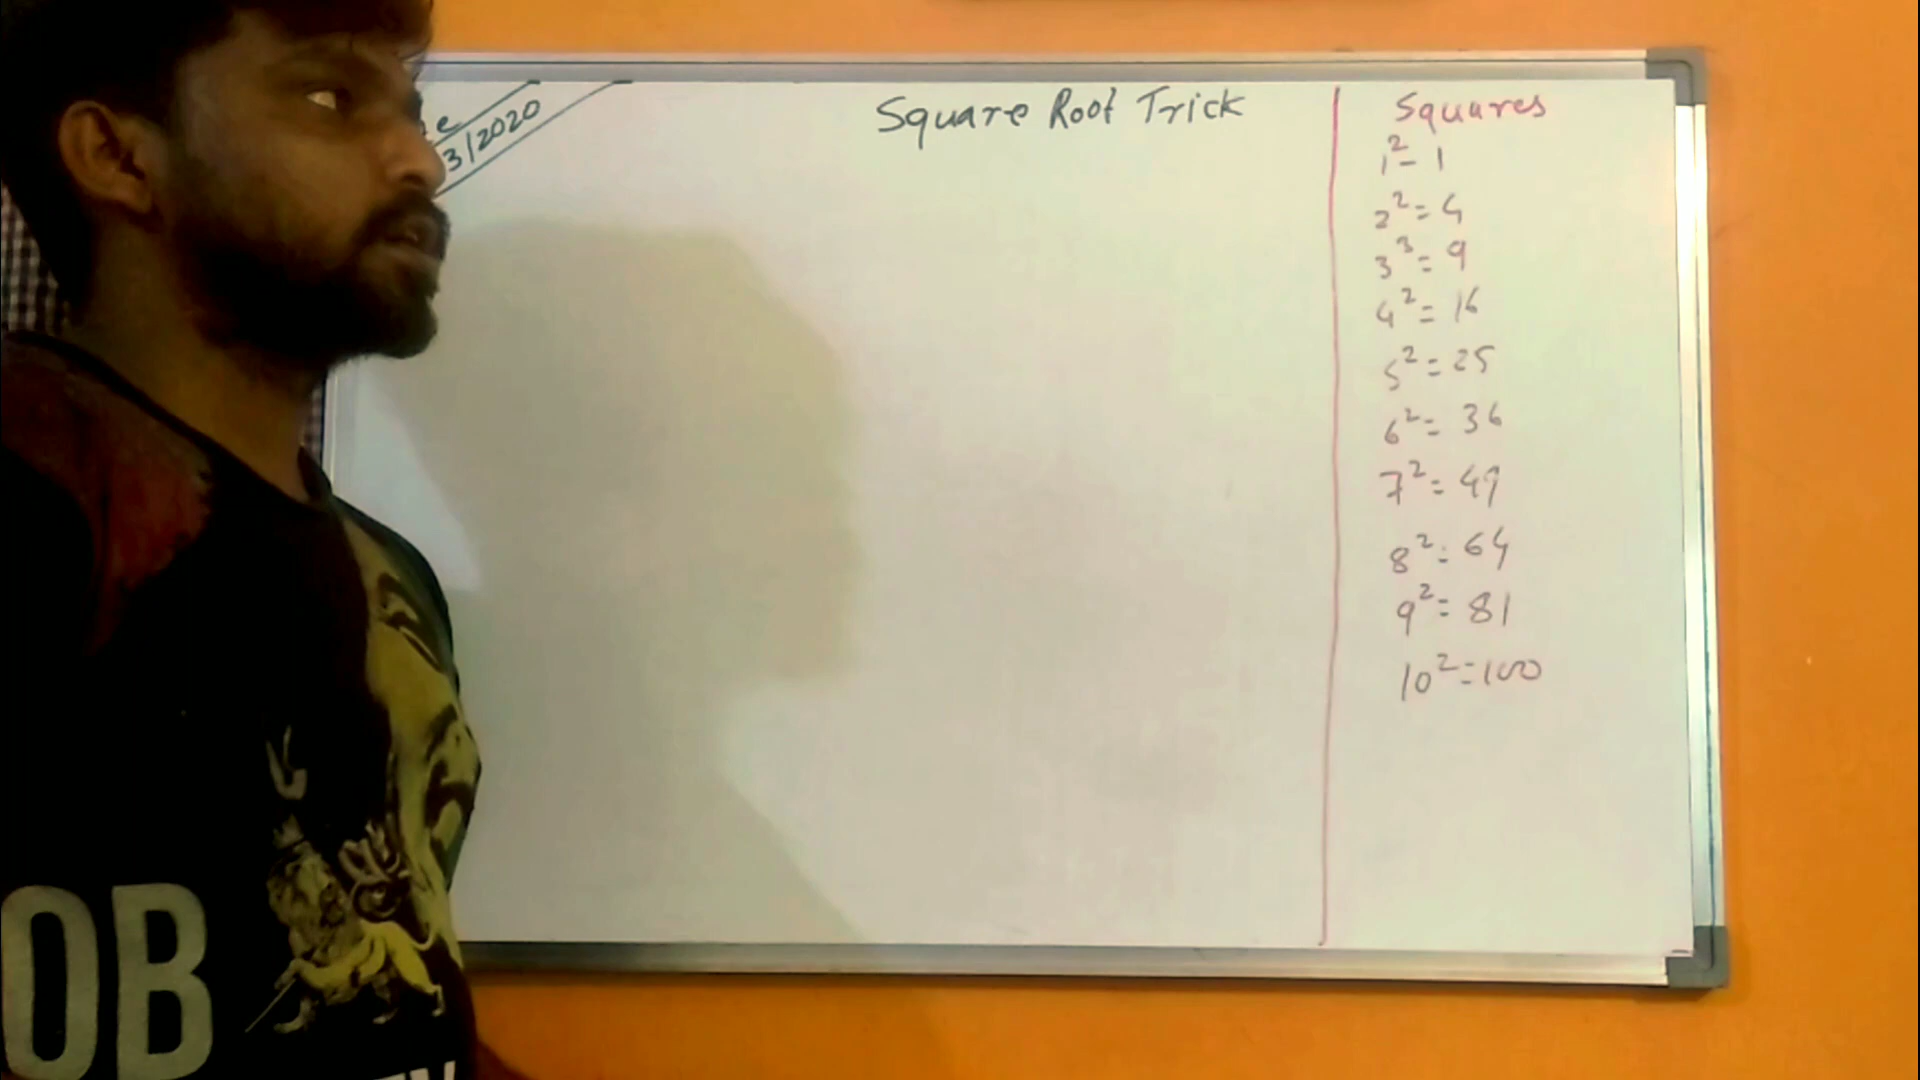 3/2020
Square Root Trick
Squares
1² - 1
2² = 4
3³ = 9
4² = 16
5² = 25
6² = 36
7² = 49
8² = 64
9² = 81
10² = 100
OB